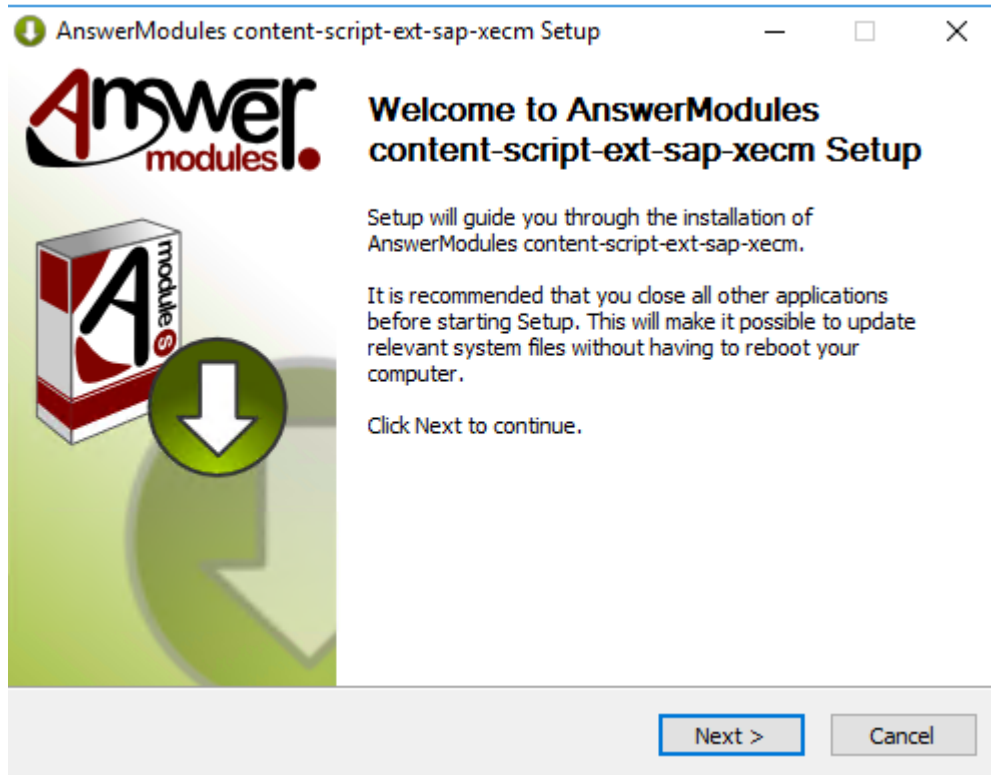 AnswerModules content-script-ext-sap-xecm Setup
Answer
modules
Welcome to AnswerModules
content-script-ext-sap-xecm Setup
Setup will guide you through the installation of
AnswerModules content-script-ext-sap-xecm.
It is recommended that you close all other applications
before starting Setup. This will make it possible to update
relevant system files without having to reboot your
computer.
Click Next to continue.
A
modules
Next >
Cancel